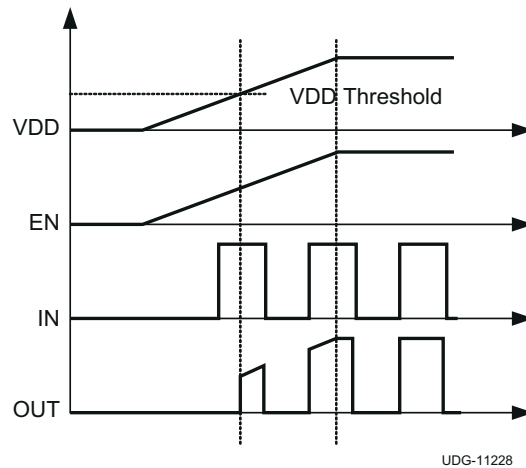 VDD Threshold
VDD
EN
IN
OUT
UDG-11228